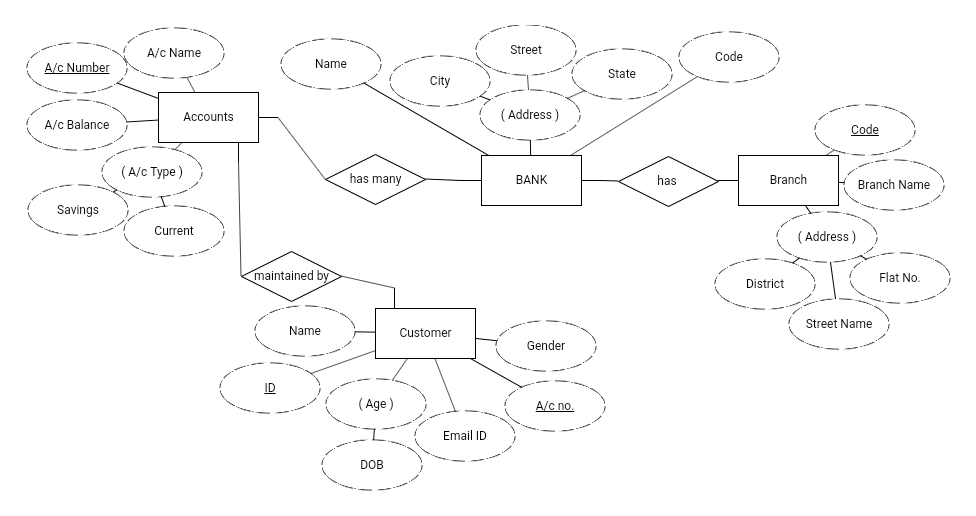 Street
A/c Name
Name
Code
A/c Number
City
State
Accounts
( Address )
A/c Balance
Code
( A/c Type )
has many
BANK
has
Branch
Branch Name
Savings
Current
( Address )
maintained by
District
Flat No.
Street Name
Name
Customer
Gender
ID
( Age )
A/c no.
Email ID
DOB